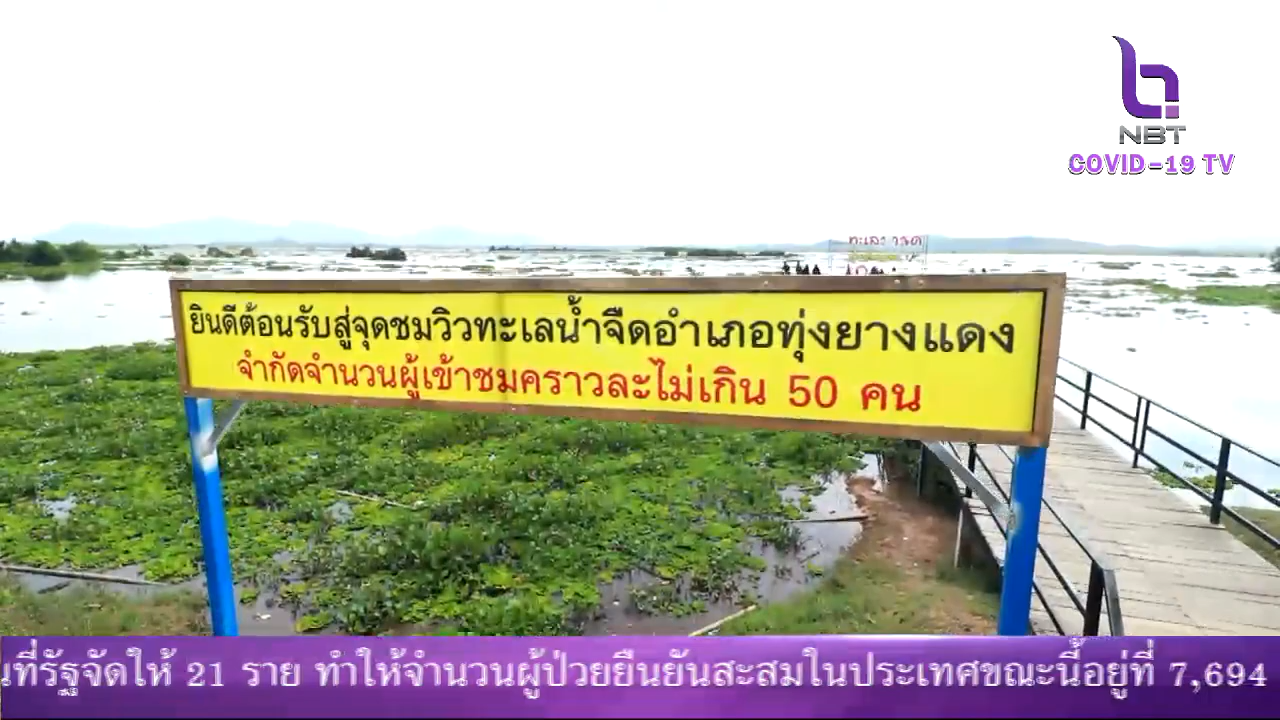 NBT
COVID-19 TV
ยินดีต้อนรับสู่จุดชมวิวทะเลน้ำจืดอำเภอทุ่งยางแดง
จำกัดจำนวนผู้เข้าชมคราวละไม่เกิน 50 คน
ที่รัฐจัดให้ 21 ราย ทำให้จำนวนผู้ป่วยยืนยันสะสมในประเทศขณะนี้อยู่ที่ 7,694